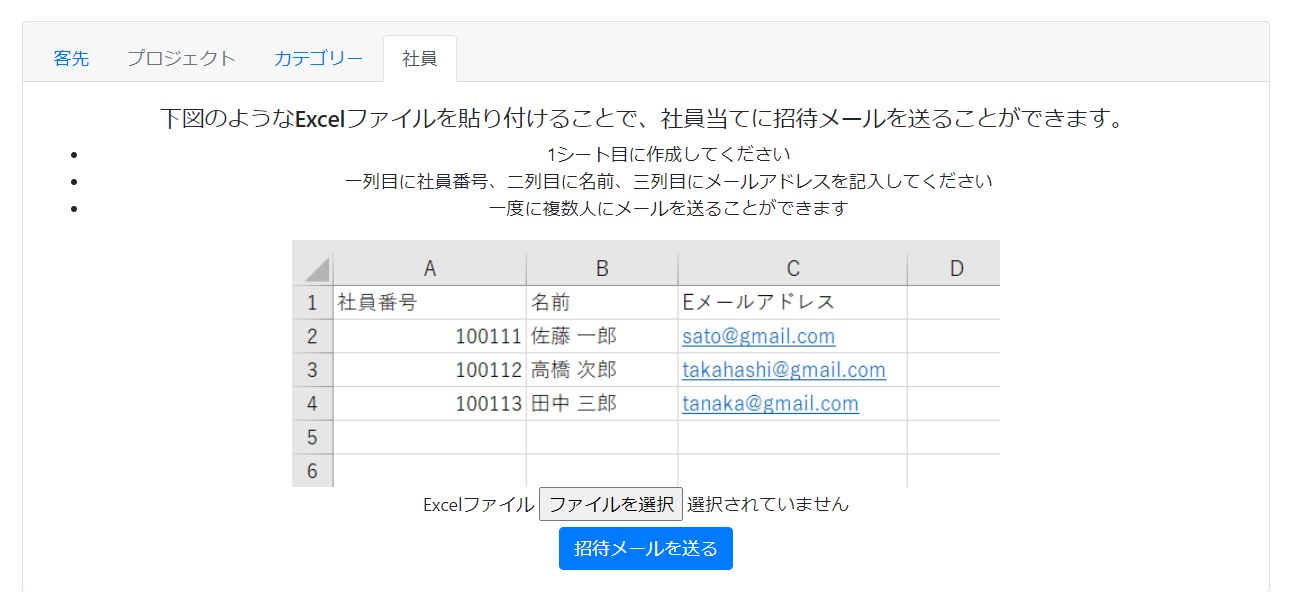 客先 プロジェクト カテゴリー 社員
下図のようなExcelファイルを貼り付けることで、社員当てに招待メールを送ることができます。
1シート目に作成してください
一列目に社員番号、二列目に名前、三列目にメールアドレスを記入してください
一度に複数人にメールを送ることができます
A B C D
1 社員番号 名前 Eメールアドレス
2 100111 佐藤 一郎 sato@gmail.com
3 100112 高橋 次郎 takahashi@gmail.com
4 100113 田中 三郎 tanaka@gmail.com
5
6
Excelファイル ファイルを選択 選択されていません
招待メールを送る